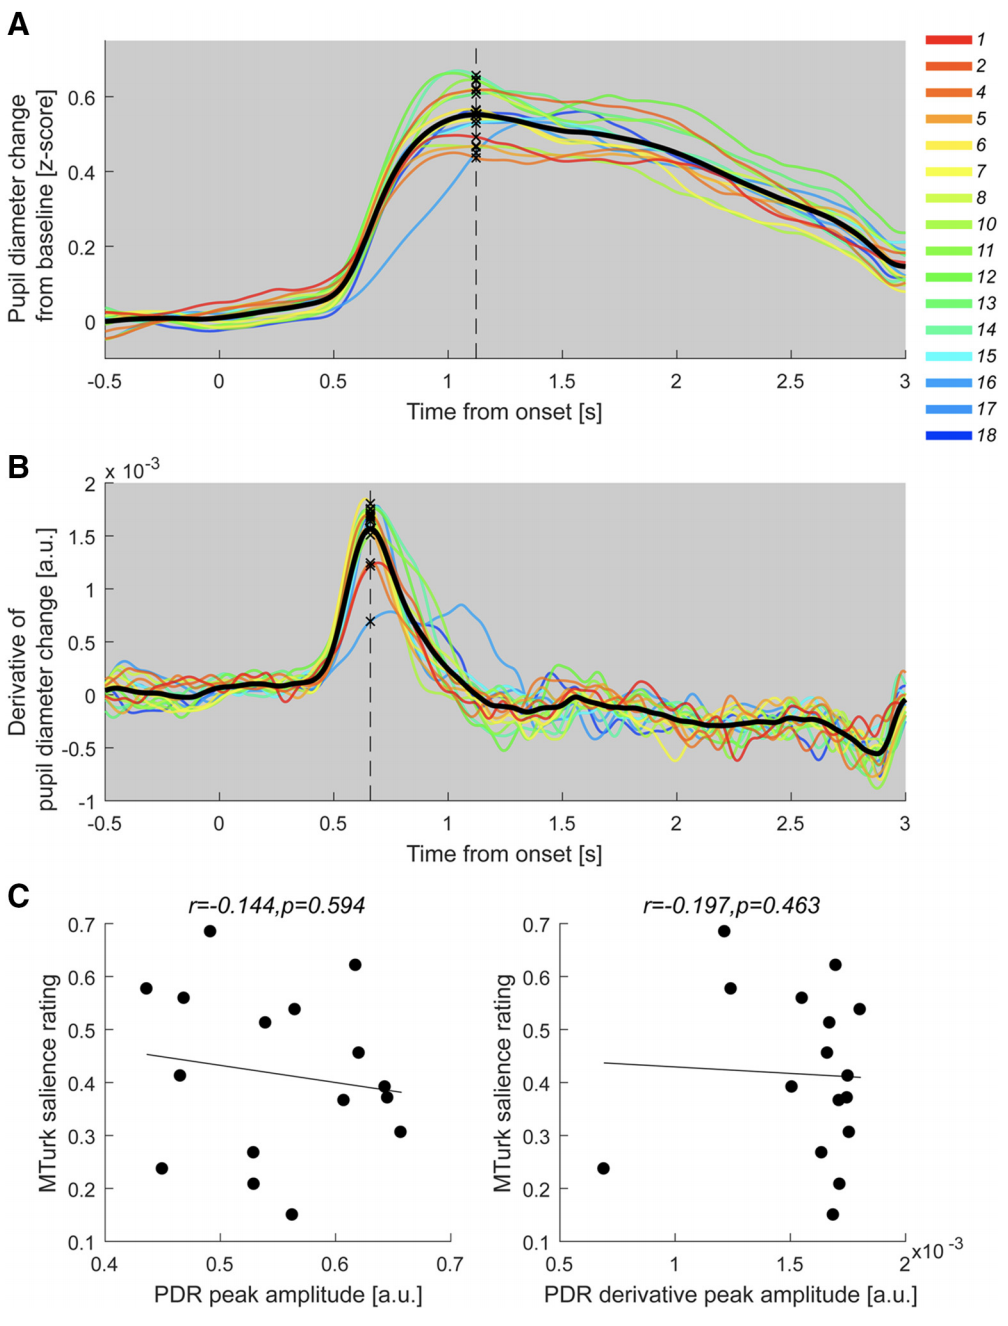 A
Pupil diameter change
from baseline [z-score]
0.6
0.4
0.2
0
-0.5 0 0.5 1 1.5 2 2.5 3
Time from onset [s]
1
2
4
5
6
7
8
10
11
12
13
14
15
16
17
18
B
x 10-3
Derivative of
pupil diameter change [a.u.]
2
1.5
1
0.5
0
-0.5
-1
-0.5 0 0.5 1 1.5 2 2.5 3
Time from onset [s]
C
r=-0.144,p=0.594
MTurk salience rating
0.7
0.6
0.5
0.4
0.3
0.2
0.1
0.4 0.5 0.6 0.7
PDR peak amplitude [a.u.]
r=-0.197,p=0.463
MTurk salience rating
0.7
0.6
0.5
0.4
0.3
0.2
0.1
0.5 1 1.5 2
x10 -3
PDR derivative peak amplitude [a.u.]